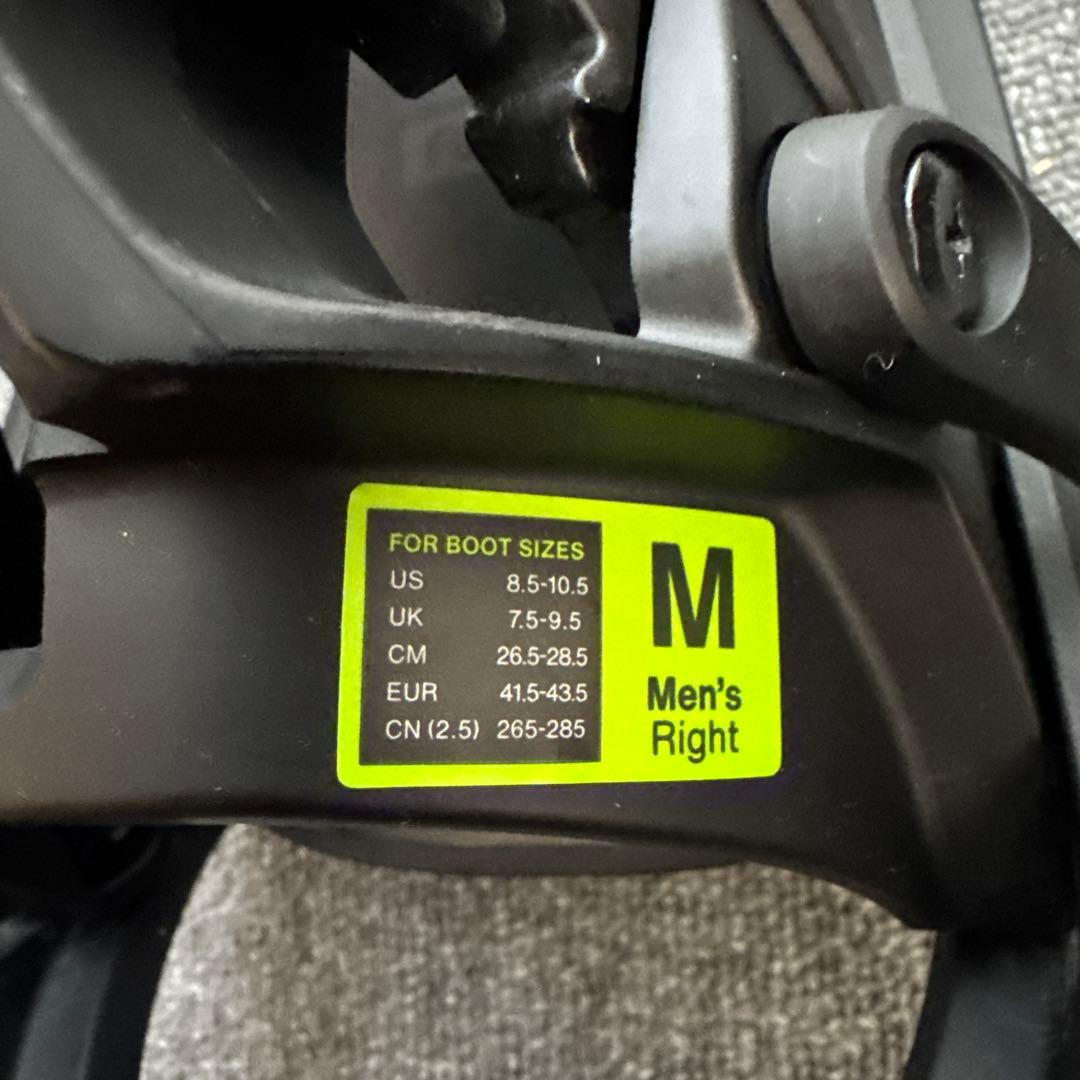 FOR BOOT SIZES
US 8.5-10.5
UK 7.5-9.5
CM 26.5-28.5
EUR 41.5-43.5
CN (2.5) 265-285
M
Men's
Right